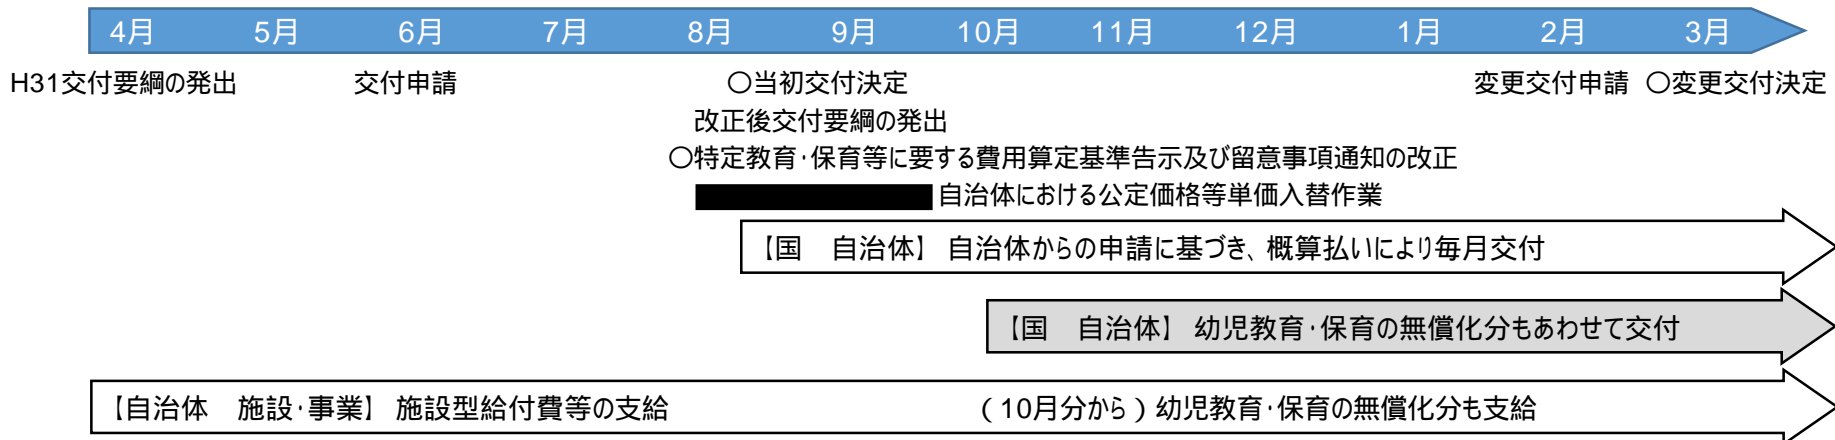 4月 5月 6月 7月 8月 9月 10月 11月 12月 1月 2月 3月
H31交付要綱の発出 交付申請 〇当初交付決定 変更交付申請 〇変更交付決定
改正後交付要綱の発出
〇特定教育・保育等に要する費用算定基準告示及び留意事項通知の改正
自治体における公定価格等単価入替作業
【国 自治体】 自治体からの申請に基づき、概算払いにより毎月交付
【国 自治体】 幼児教育・保育の無償化分もあわせて交付
【自治体 施設・事業】 施設型給付費等の支給 (10月分から)幼児教育・保育の無償化分も支給